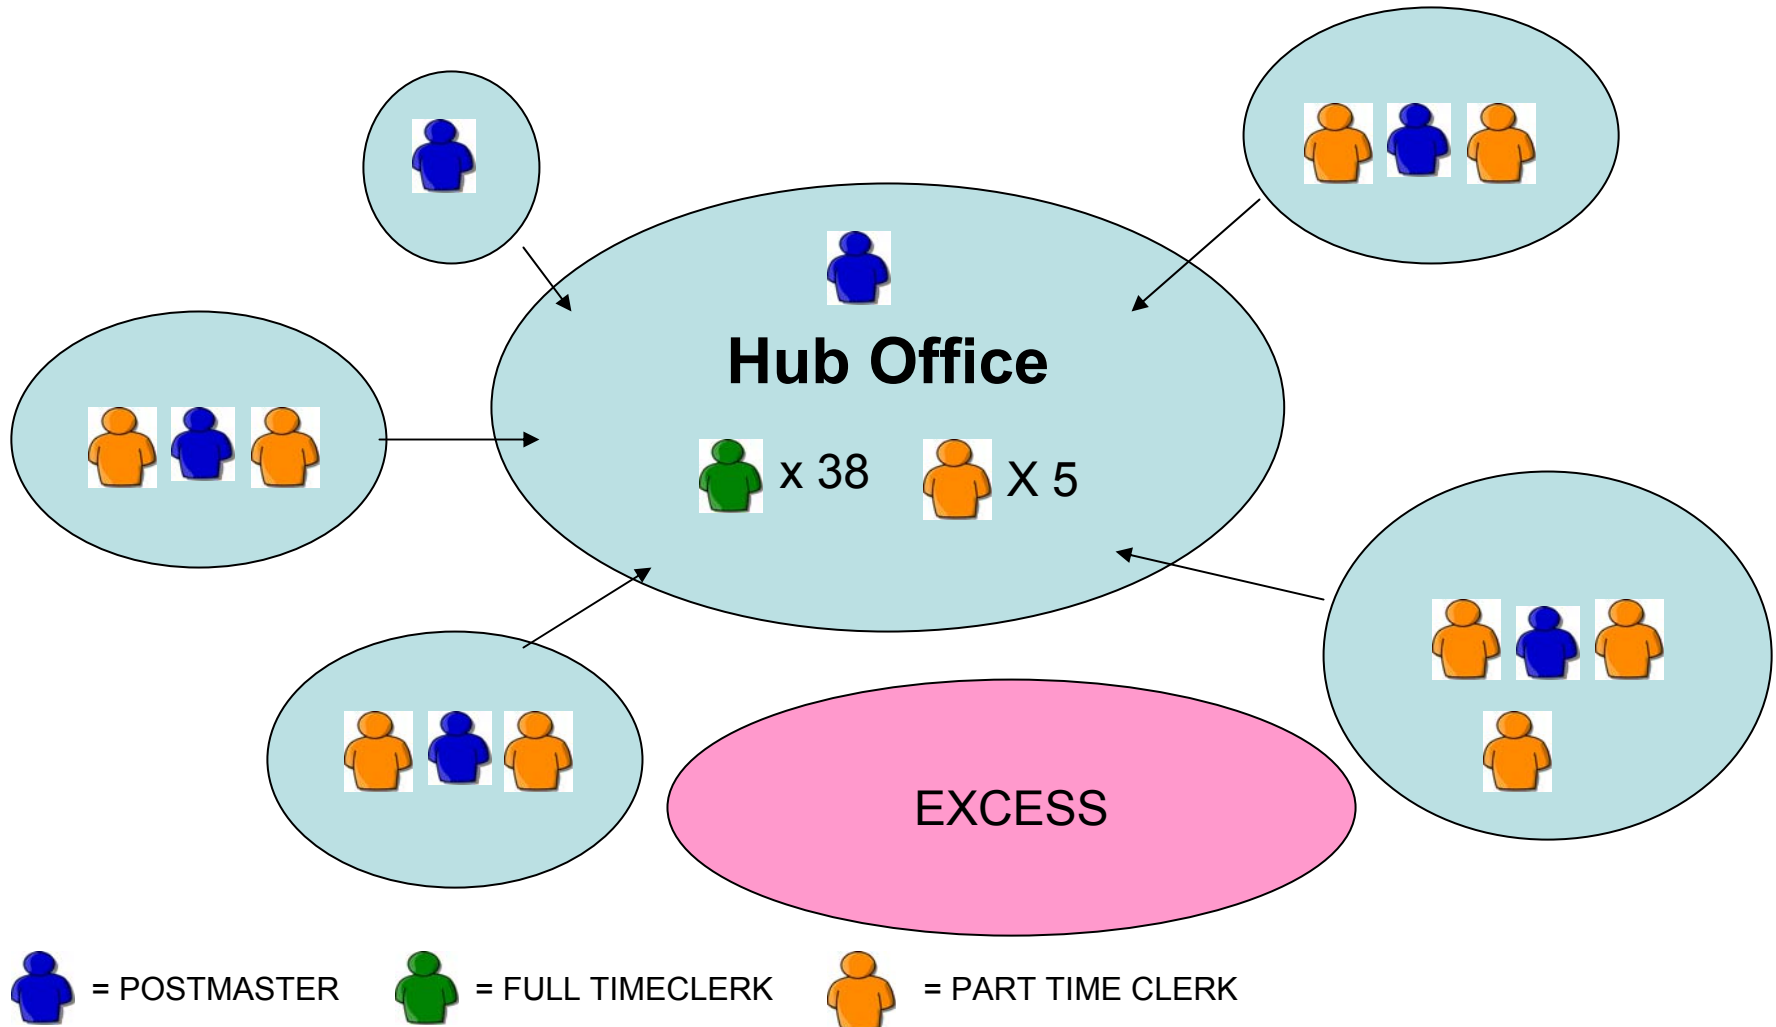 Hub Office
x 38
X 5
EXCESS
= POSTMASTER
= FULL TIMECLERK
= PART TIME CLERK